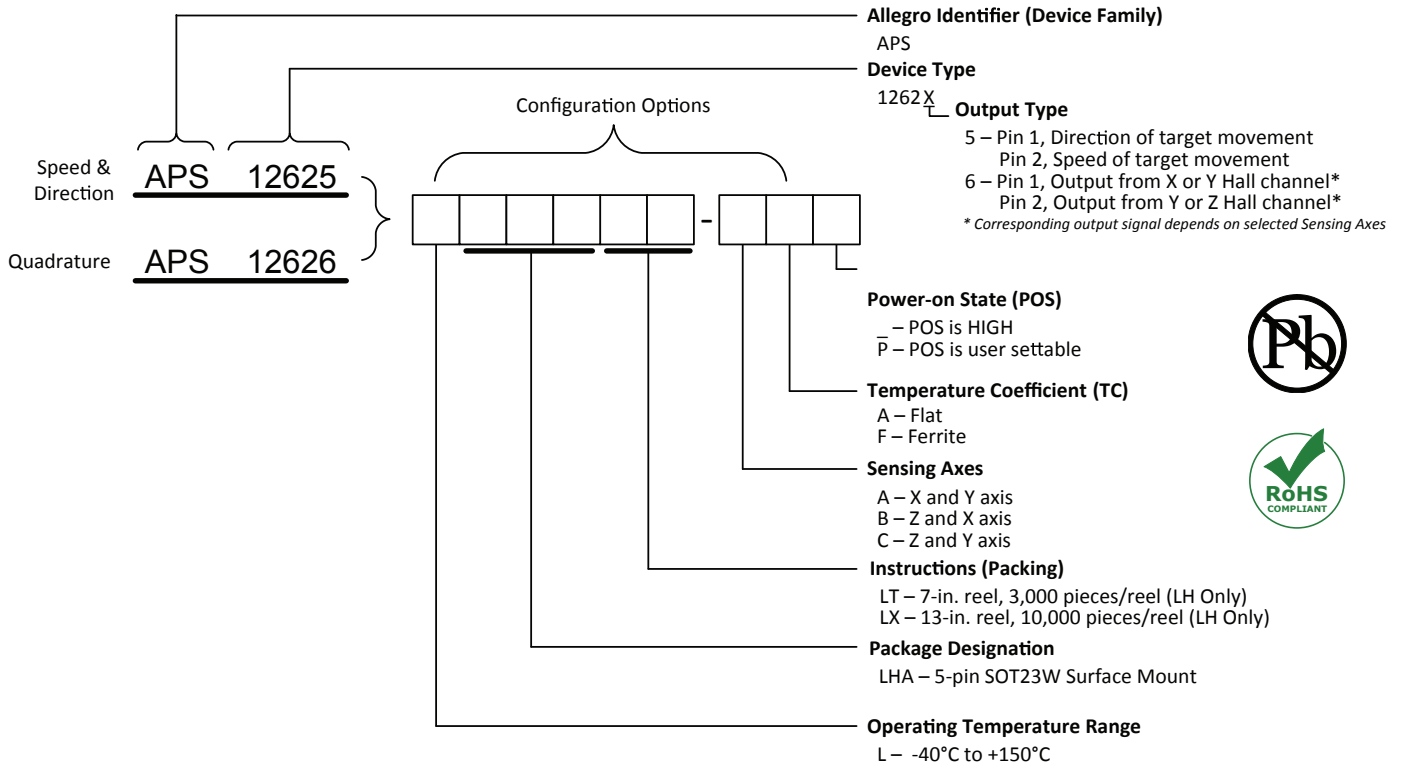 Allegro Identifier (Device Family)
APS
Device Type
1262X
Output Type
5 – Pin 1, Direction of target movement
Pin 2, Speed of target movement
6 – Pin 1, Output from X or Y Hall channel*
Pin 2, Output from Y or Z Hall channel*
* Corresponding output signal depends on selected Sensing Axes
Configuration Options
Speed &
Direction
APS 12625
Quadrature
APS 12626
-
Power-on State (POS)
_ – POS is HIGH
P – POS is user settable
Temperature Coefficient (TC)
A – Flat
F – Ferrite
Sensing Axes
A – X and Y axis
B – Z and X axis
C – Z and Y axis
Instructions (Packing)
LT – 7-in. reel, 3,000 pieces/reel (LH Only)
LX – 13-in. reel, 10,000 pieces/reel (LH Only)
Package Designation
LHA – 5-pin SOT23W Surface Mount
Operating Temperature Range
L – -40°C to +150°C
Pb
RoHS
COMPLIANT